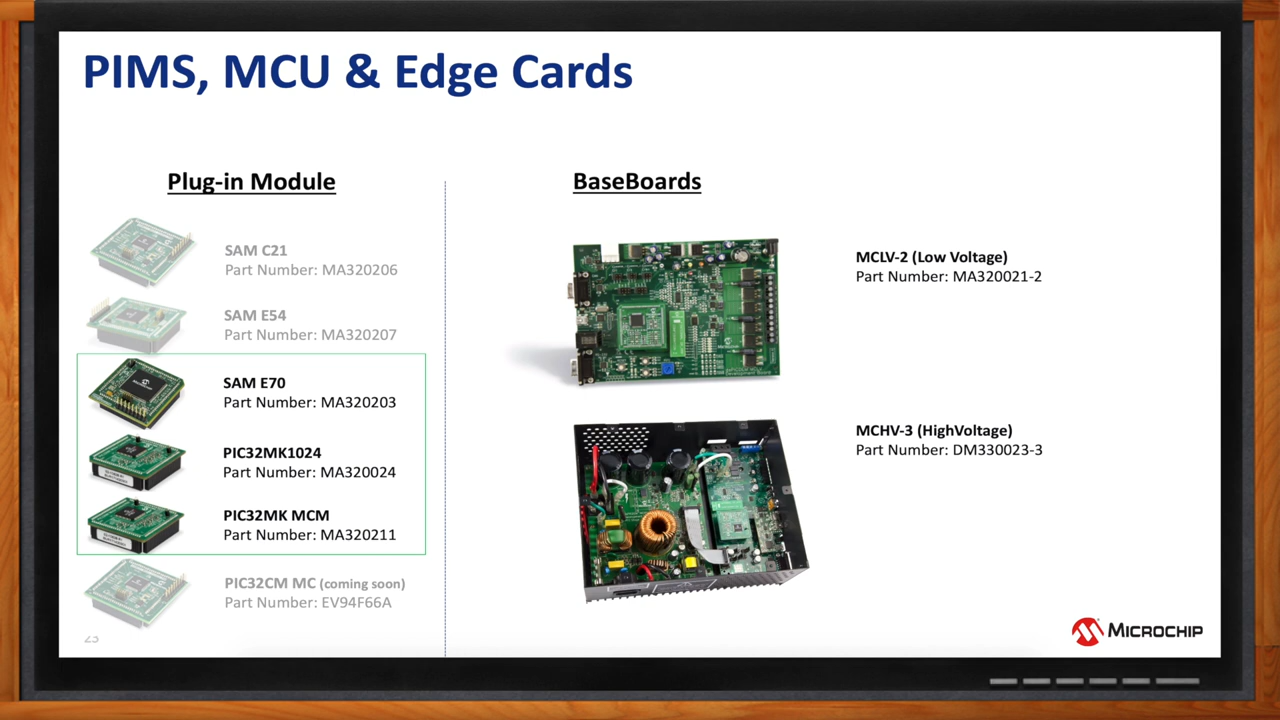 PIMS, MCU & Edge Cards
Plug-in Module
SAM C21
Part Number: MA320206
SAM E54
Part Number: MA320207
SAM E70
Part Number: MA320203
PIC32MK1024
Part Number: MA320024
PIC32MK MCM
Part Number: MA320211
PIC32CM MC (coming soon)
Part Number: EV94F66A
23
BaseBoards
MCLV-2 (Low Voltage)
Part Number: MA320021-2
MCHV-3 (HighVoltage)
Part Number: DM330023-3
MICROCHIP